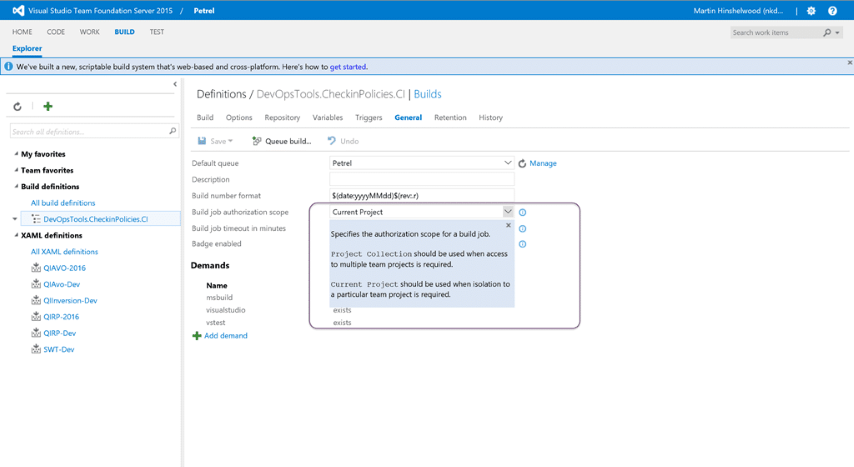 Visual Studio Team Foundation Server 2015 / Petrel
Martin Hinshelwood (nkd... |
HOME CODE WORK BUILD TEST
Search work items
Explorer
We've built a new, scriptable build system that's web-based and cross-platform. Here's how to get started.
Definitions / DevOpsTools.CheckinPolicies.CI | Builds
Build Options Repository Variables Triggers General Retention History
Search all definitions...
Save Queue build... Undo
My favorites
Team favorites
Build definitions
All build definitions
DevOpsTools.CheckinPolicies.CI
XAML definitions
All XAML definitions
QIAVO-2016
QIAvo-Dev
QIInversion-Dev
QIRP-2016
QIRP-Dev
SWT-Dev
Default queue Petrel Manage
Description
Build number format $(date:yyyyMMdd)$(rev:.r)
Build job authorization scope Current Project
Build job timeout in minutes
Badge enabled
Specifies the authorization scope for a build job.
Project Collection should be used when access
to multiple team projects is required.
Current Project should be used when isolation to
a particular team project is required.
Demands
Name
msbuild
visualstudio exists
vstest exists
Add demand